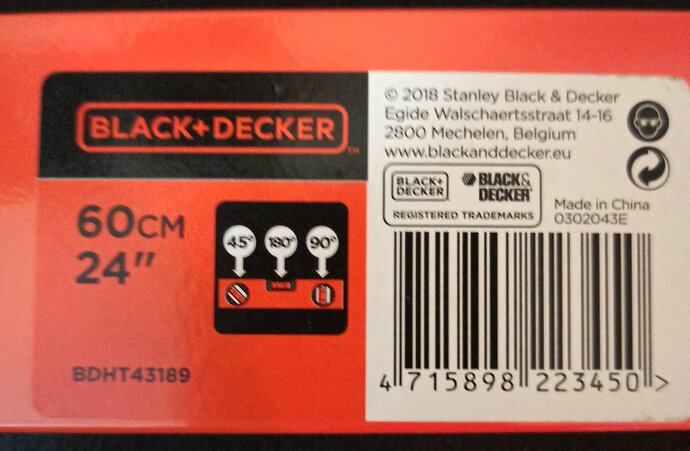 BLACK+DECKER™
60CM
24"
45° 180° 90°
BDHT43189
© 2018 Stanley Black & Decker
Egide Walschaertsstraat 14-16
2800 Mechelen, Belgium
www.blackanddecker.eu
BLACK+
DECKER
BLACK&
DECKER
REGISTERED TRADEMARKS
Made in China
0302043E
4 715898 223450 >